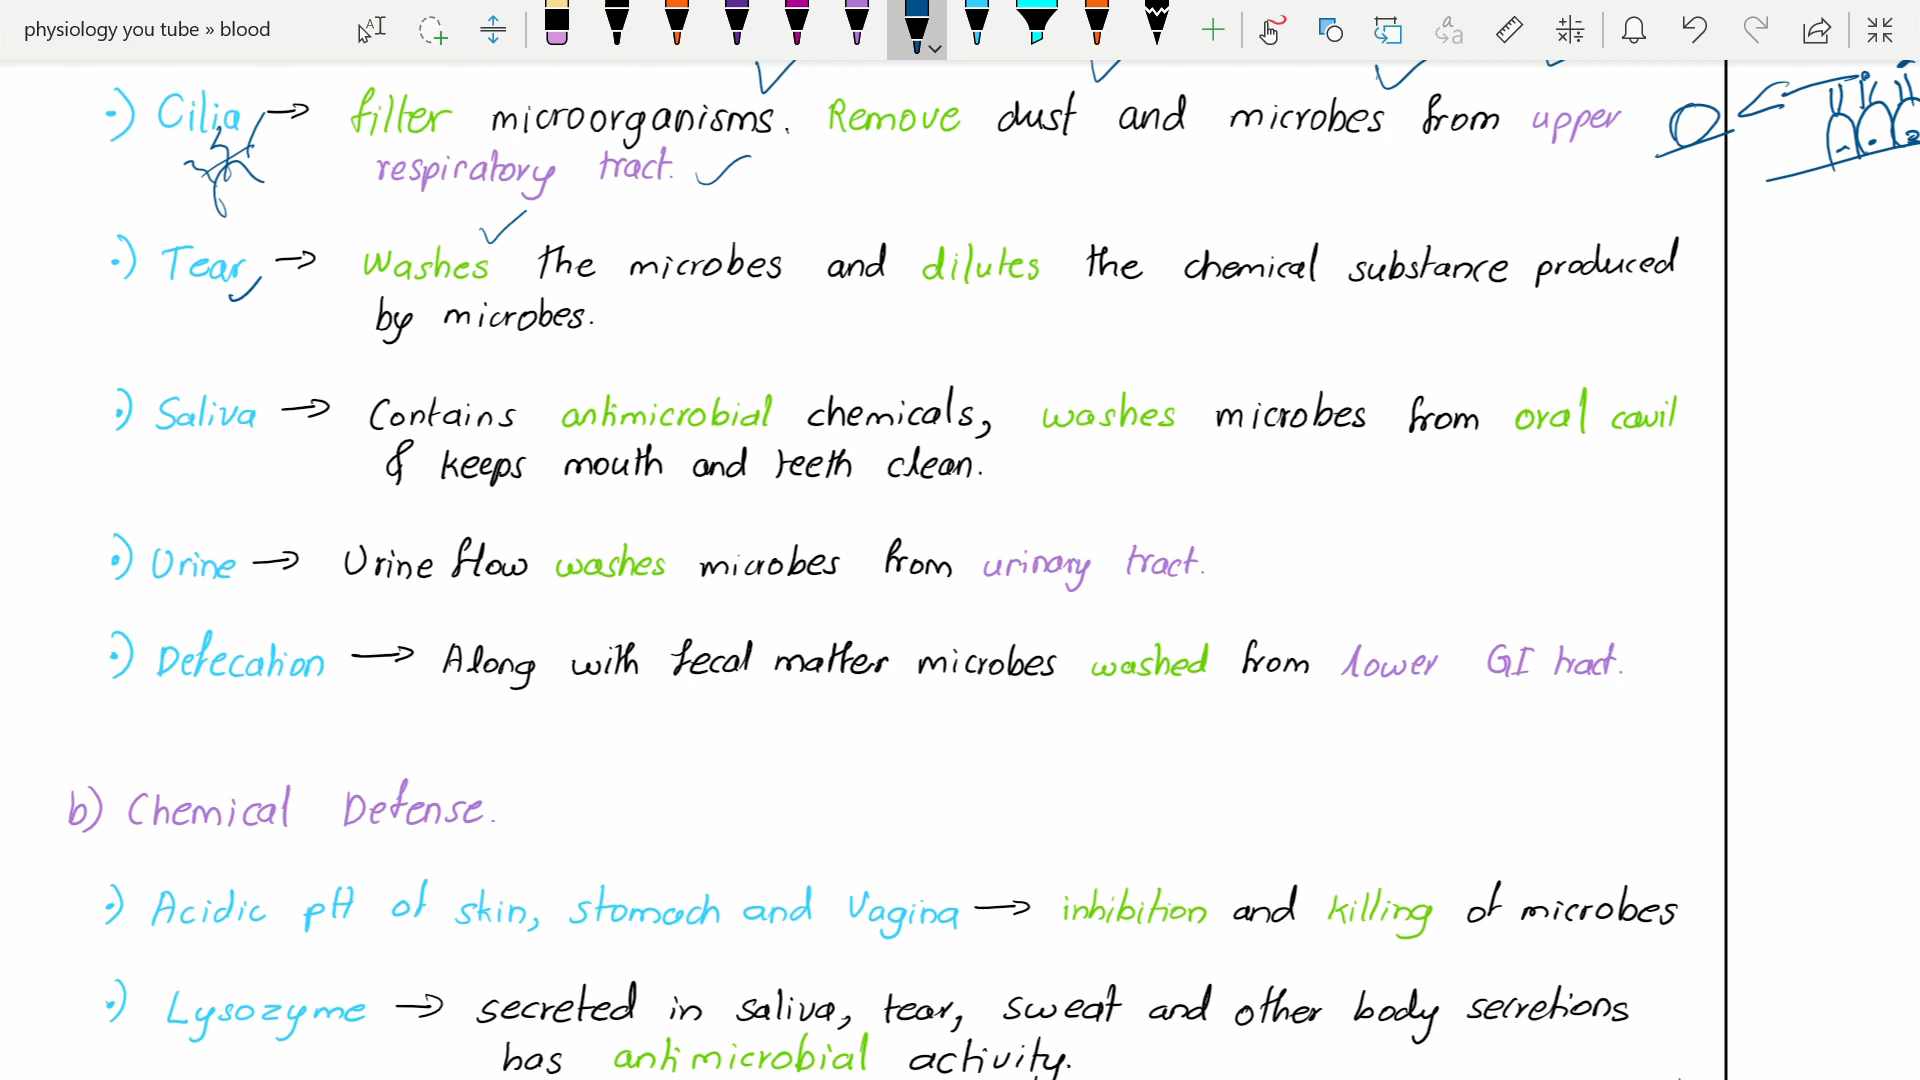 physiology you tube » blood
·) Cilia → filter microorganisms. Remove dust and microbes from upper
respiratory tract.
·) Tear → Washes the microbes and dilutes the chemical substance produced
by microbes.
·) Saliva → Contains antimicrobial chemicals, washes microbes from oral cavit
& keeps mouth and teeth clean.
·) Urine → Urine flow washes microbes from urinary tract.
·) Defecation → Along with fecal matter microbes washed from lower GI tract.
b) Chemical Defense.
·) Acidic pH of skin, stomach and Vagina → inhibition and killing of microbes
·) Lysozyme → secreted in saliva, tear, sweat and other body secretions
has antimicrobial activity.